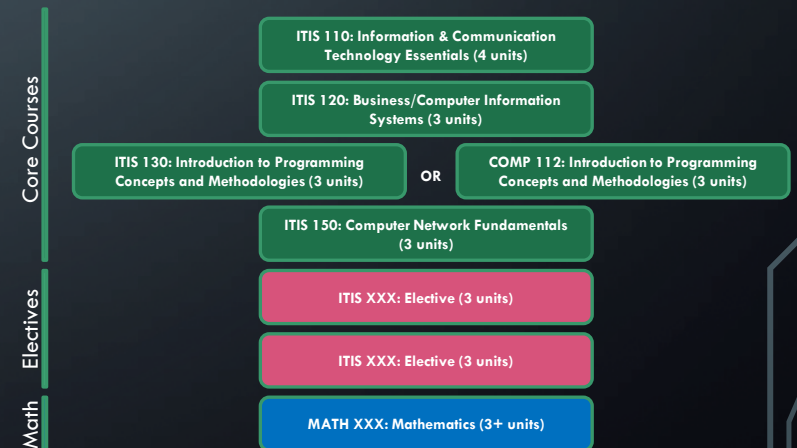 Core Courses
ITIS 110: Information & Communication
Technology Essentials (4 units)
ITIS 120: Business/Computer Information
Systems (3 units)
ITIS 130: Introduction to Programming
Concepts and Methodologies (3 units)
OR
COMP 112: Introduction to Programming
Concepts and Methodologies (3 units)
ITIS 150: Computer Network Fundamentals
(3 units)
Electives
ITIS XXX: Elective (3 units)
ITIS XXX: Elective (3 units)
Math
MATH XXX: Mathematics (3+ units)